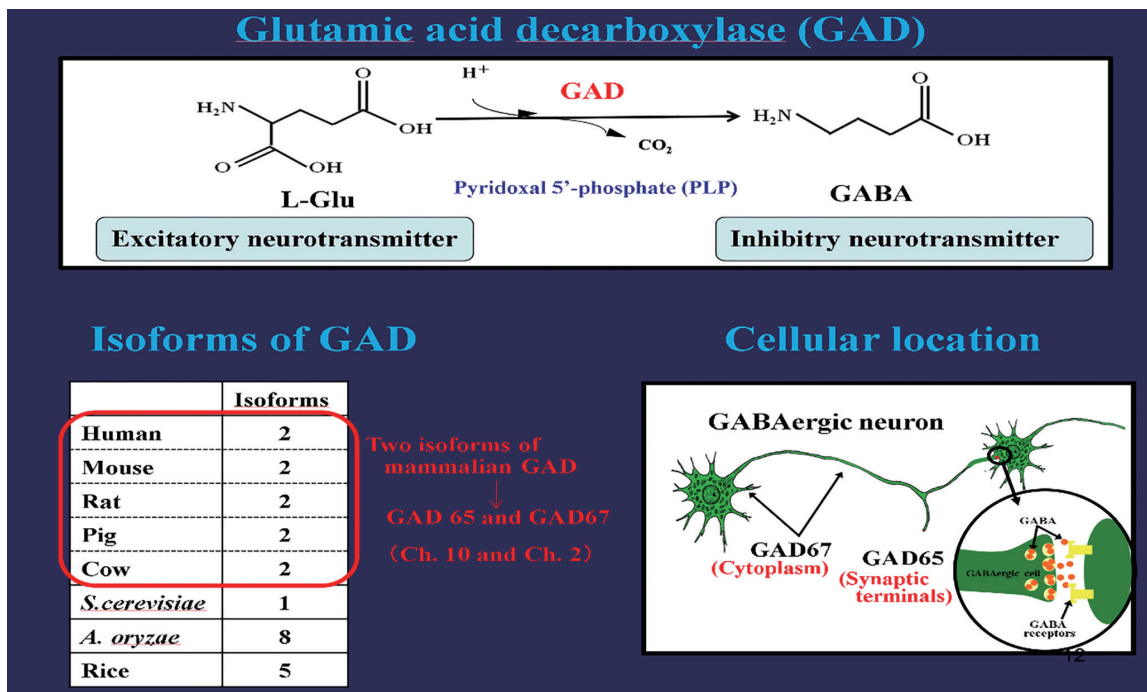 Glutamic acid decarboxylase (GAD)
H₂N
O
OH
O
OH
H⁺
GAD
CO₂
H₂N
O
OH
L-Glu
Pyridoxal 5’-phosphate (PLP)
GABA
Excitatory neurotransmitter
Inhibitry neurotransmitter
Isoforms of GAD
Isoforms
Human 2
Mouse 2
Rat 2
Pig 2
Cow 2
S.cerevisiae 1
A. oryzae 8
Rice 5
Two isoforms of
mammalian GAD
↓
GAD 65 and GAD67
(Ch. 10 and Ch. 2)
Cellular location
GABAergic neuron
GAD67
(Cytoplasm)
GAD65
(Synaptic
terminals)
GABA
GABAergic cell
GABA
receptors
12